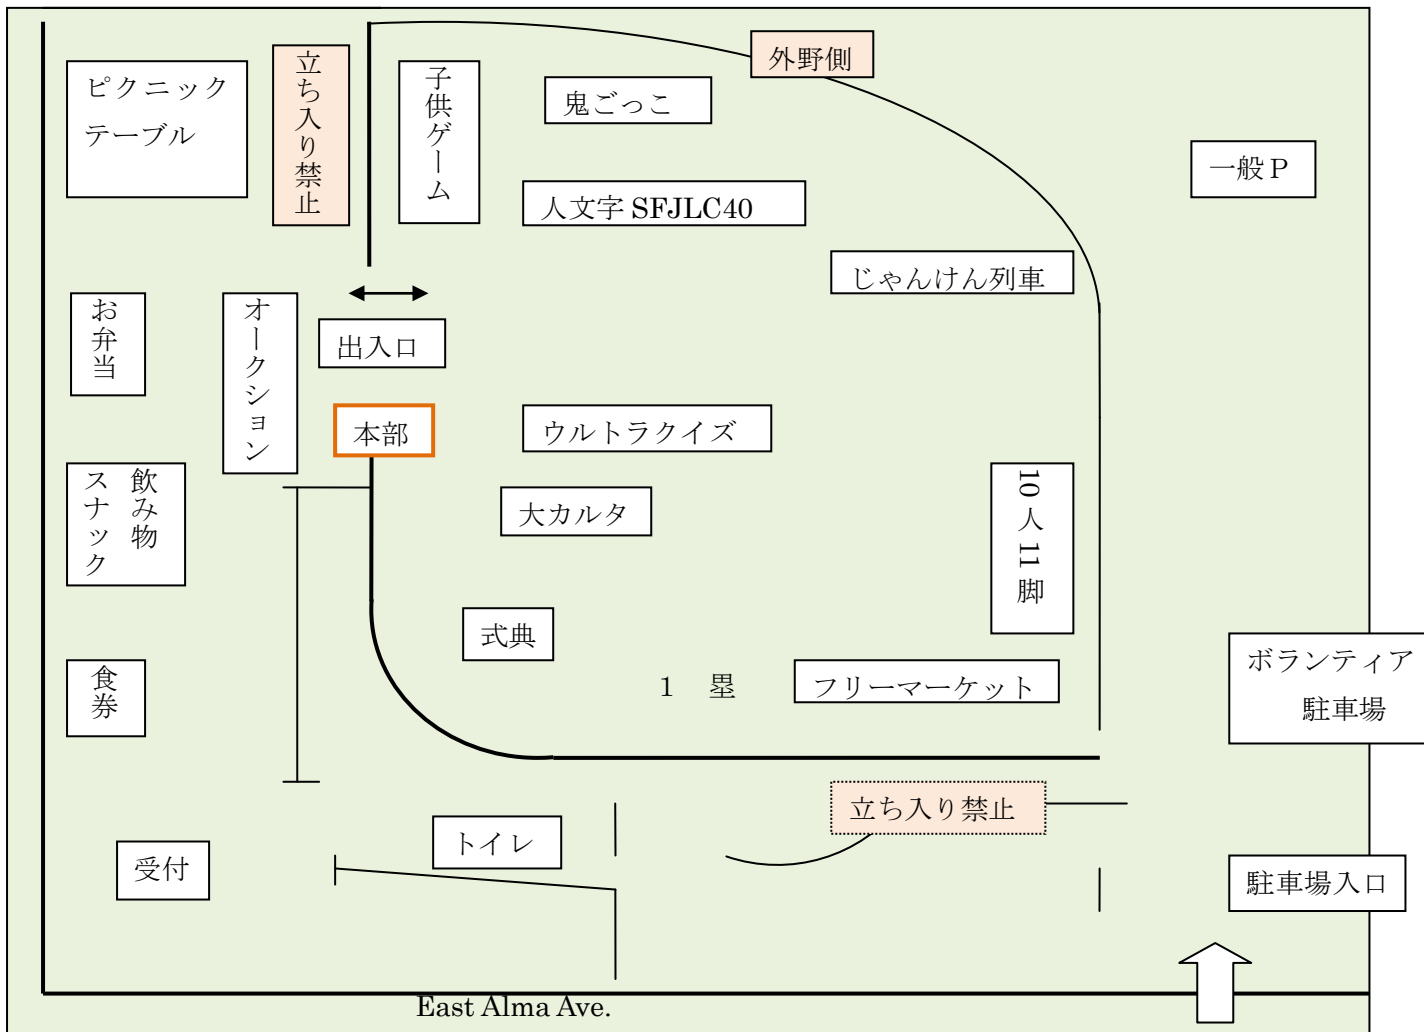 ピクニック
テーブル
立ち入り禁止
子供ゲーム
外野側
鬼ごっこ
一般P
人文字 SFJLC40
じゃんけん列車
お弁当
オークション
出入口
本部
ウルトラクイズ
飲み物
スナック
大カルタ
10人11脚
式典
食券
1 塁
フリーマーケット
ボランティア
駐車場
立ち入り禁止
トイレ
受付
駐車場入口
East Alma Ave.